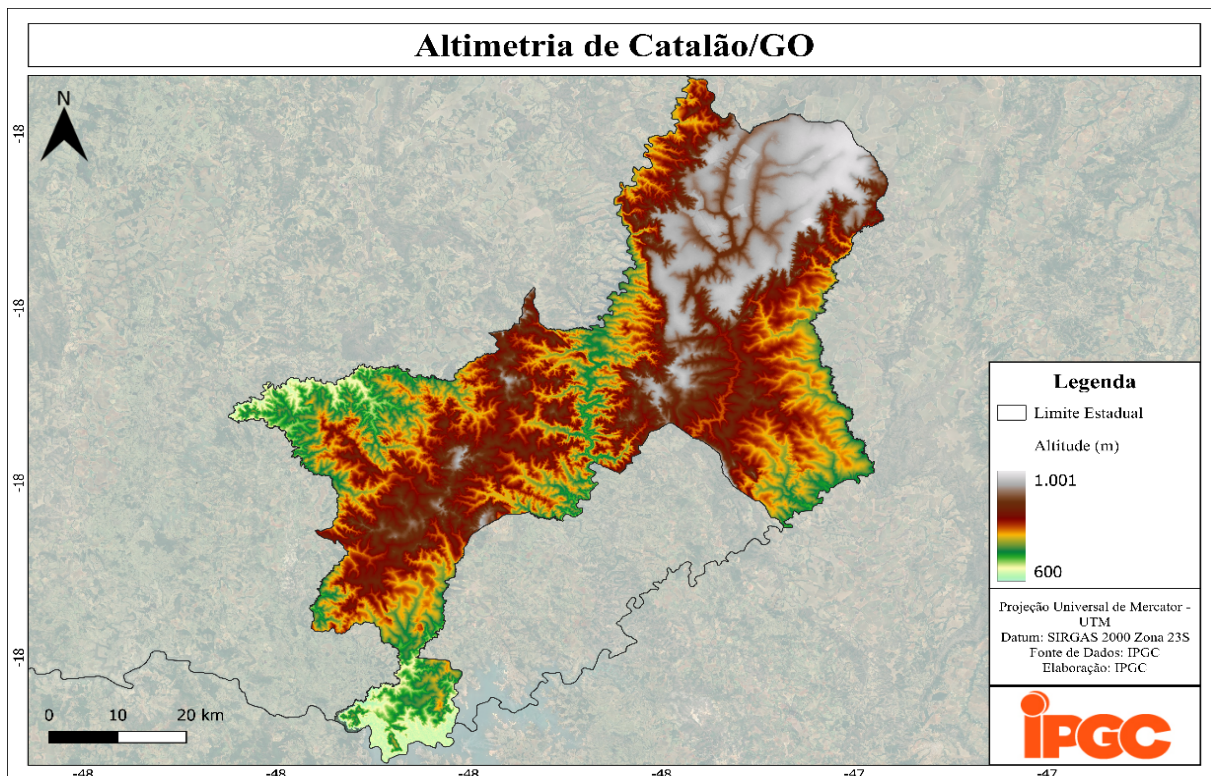 Altimetria de Catalão/GO
N
-18
-18
-18
-18
Legenda
Limite Estadual
Altitude (m)
1.001
600
Projeção Universal de Mercator -
UTM
Datum: SIRGAS 2000 Zona 23S
Fonte de Dados: IPGC
Elaboração: IPGC
0 10 20 km
iPGC
-48 -48 -48 -48 -47 -47